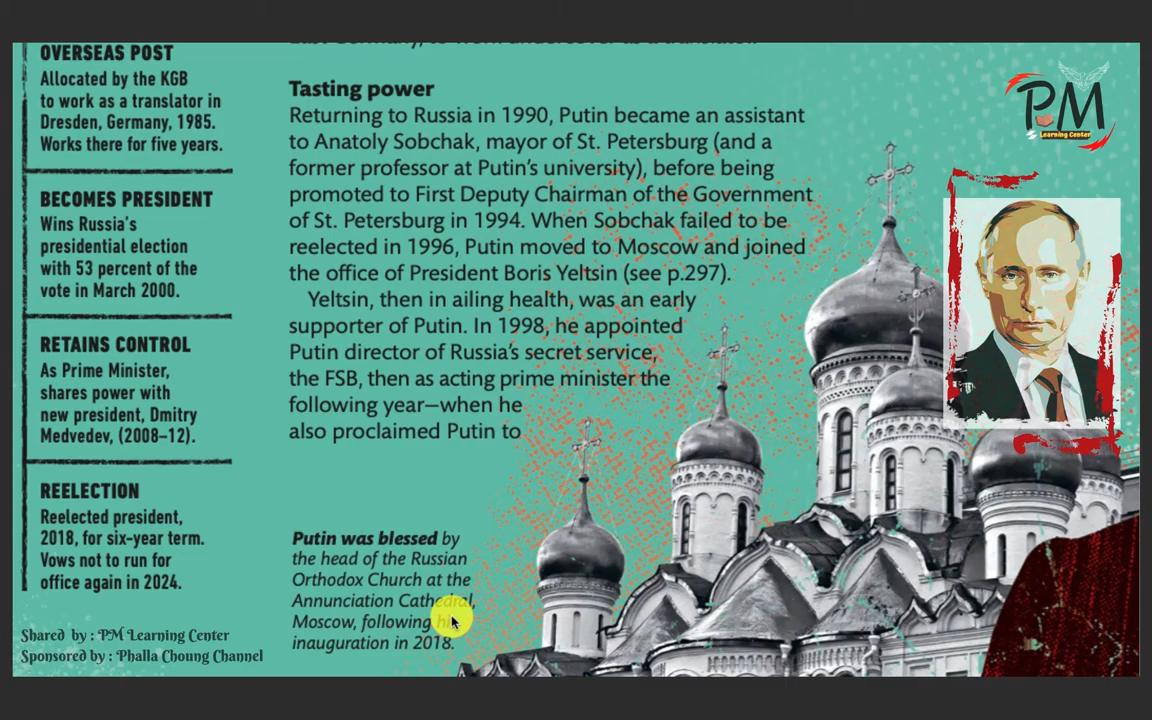 OVERSEAS POST
Allocated by the KGB
to work as a translator in
Dresden, Germany, 1985.
Works there for five years.
BECOMES PRESIDENT
Wins Russia's
presidential election
with 53 percent of the
vote in March 2000.
RETAINS CONTROL
As Prime Minister,
shares power with
new president, Dmitry
Medvedev, (2008–12).
REELECTION
Reelected president,
2018, for six-year term.
Vows not to run for
office again in 2024.
Shared by : PM Learning Center
Sponsored by : Phalla Choung Channel
Tasting power
Returning to Russia in 1990, Putin became an assistant
to Anatoly Sobchak, mayor of St. Petersburg (and a
former professor at Putin's university), before being
promoted to First Deputy Chairman of the Government
of St. Petersburg in 1994. When Sobchak failed to be
reelected in 1996, Putin moved to Moscow and joined
the office of President Boris Yeltsin (see p.297).
Yeltsin, then in ailing health, was an early
supporter of Putin. In 1998, he appointed
Putin director of Russia's secret service,
the FSB, then as acting prime minister the
following year—when he
also proclaimed Putin to
Putin was blessed by
the head of the Russian
Orthodox Church at the
Annunciation Cathedral,
Moscow, following
inauguration in 2018.
PM
Learning Center